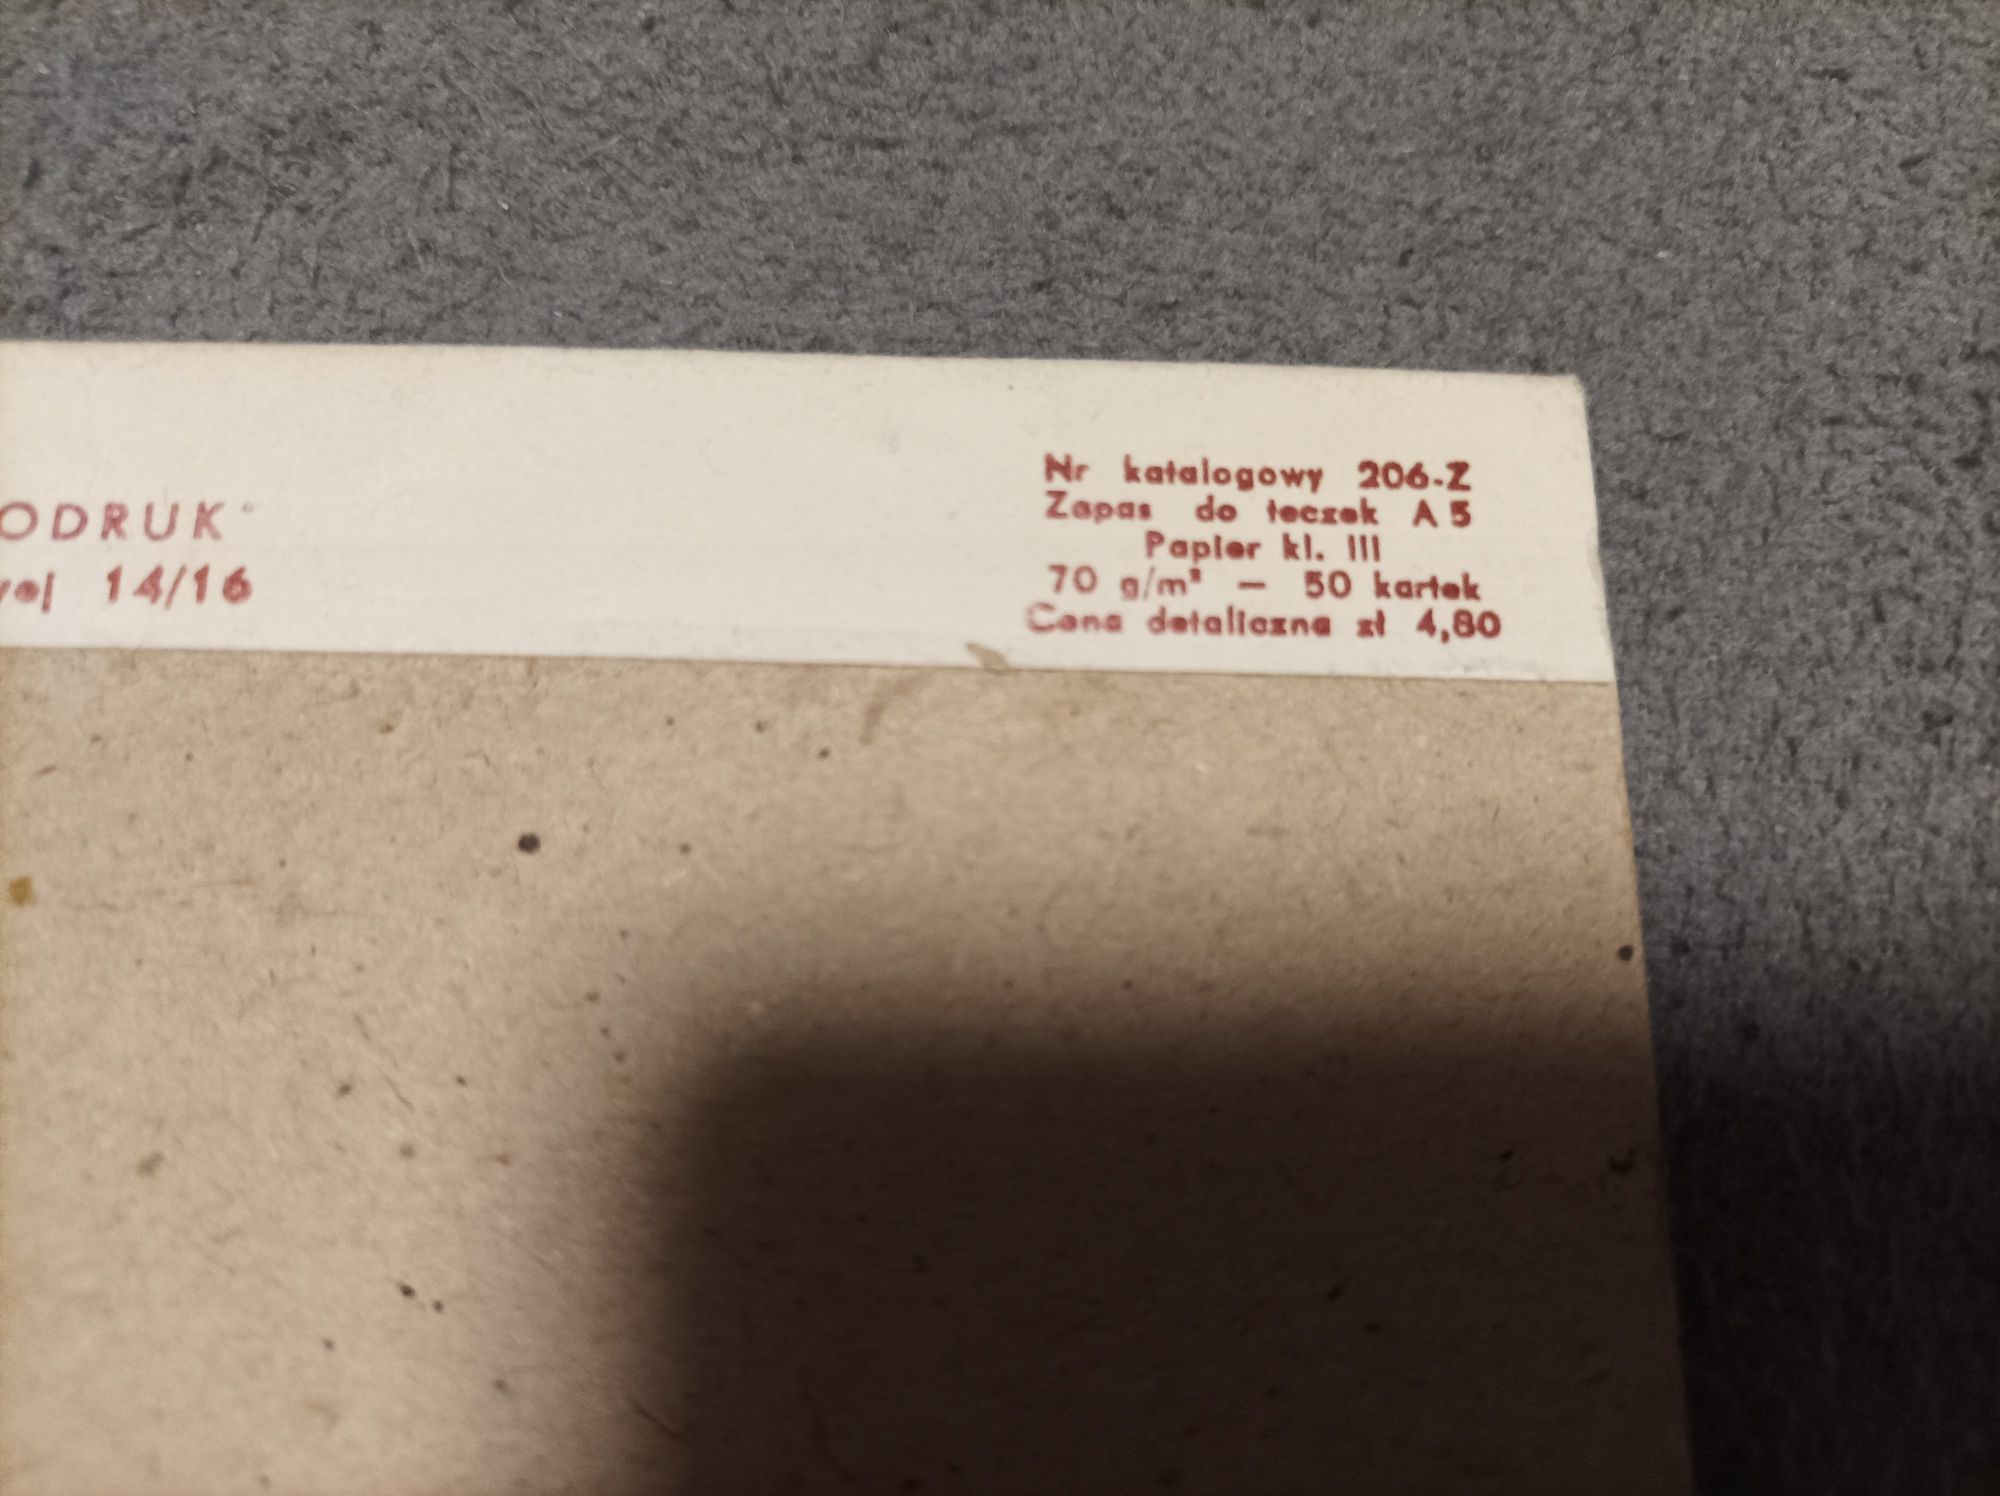 ODRUK"
wej 14/16
Nr katalogowy 206-Z
Zapas do teczek A 5
Papier kl. III
70 g/m² — 50 kartek
Cena detaliczna zł 4,80